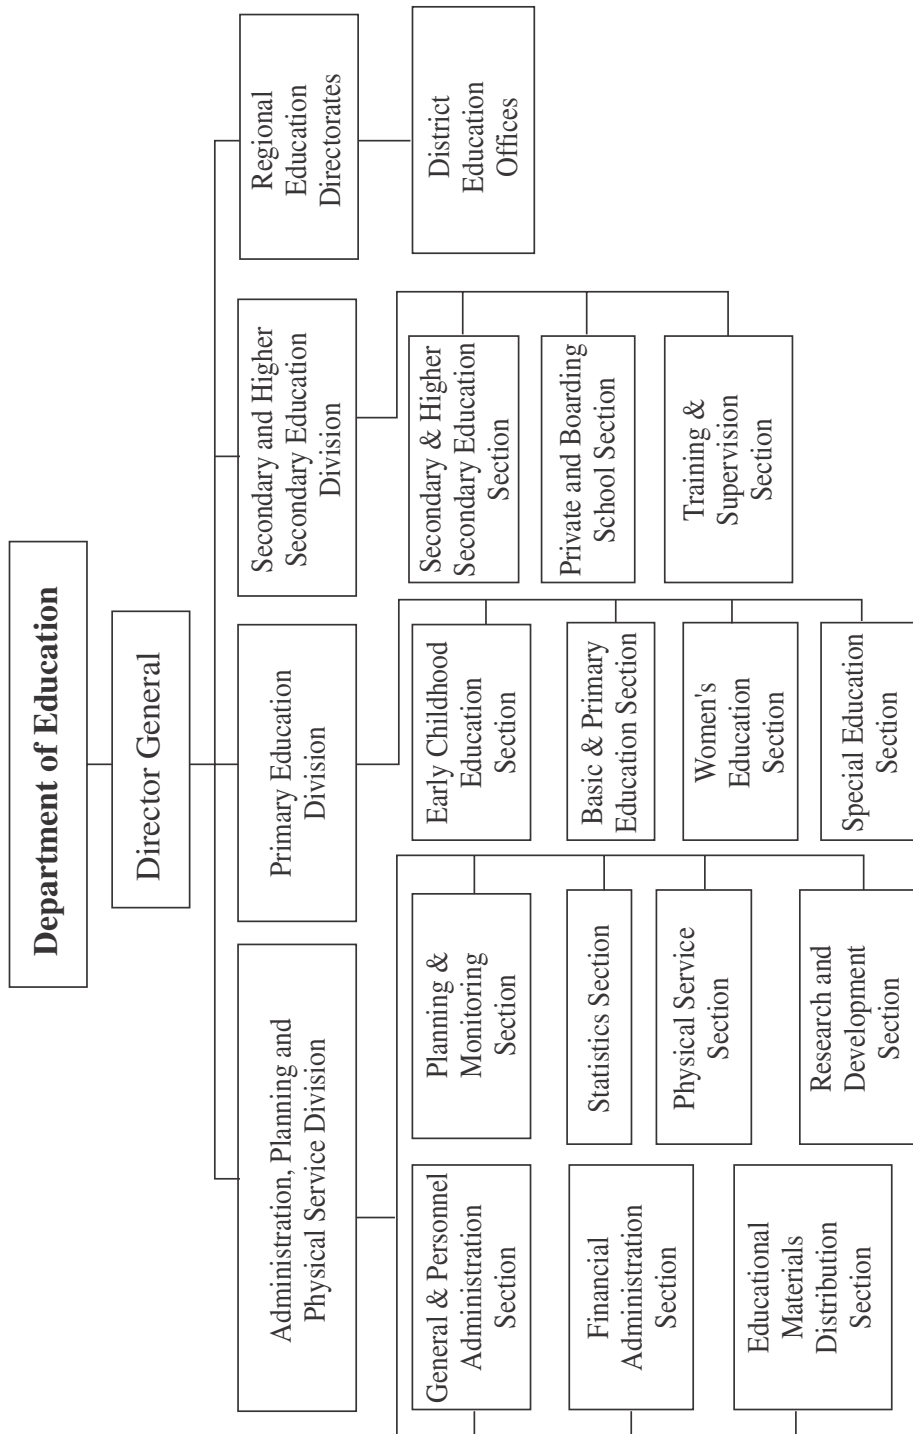 Department of Education
Director General
Administration, Planning and
Physical Service Division
Primary Education
Division
Secondary and Higher
Secondary Education
Division
Regional
Education
Directorates
General & Personnel
Administration
Section
Financial
Administration
Section
Educational
Materials
Distribution
Section
Planning &
Monitoring
Section
Statistics Section
Physical Service
Section
Research and
Development
Section
Early Childhood
Education
Section
Basic & Primary
Education Section
Women's
Education
Section
Special Education
Section
Secondary & Higher
Secondary Education
Section
Private and Boarding
School Section
Training &
Supervision
Section
District
Education
Offices